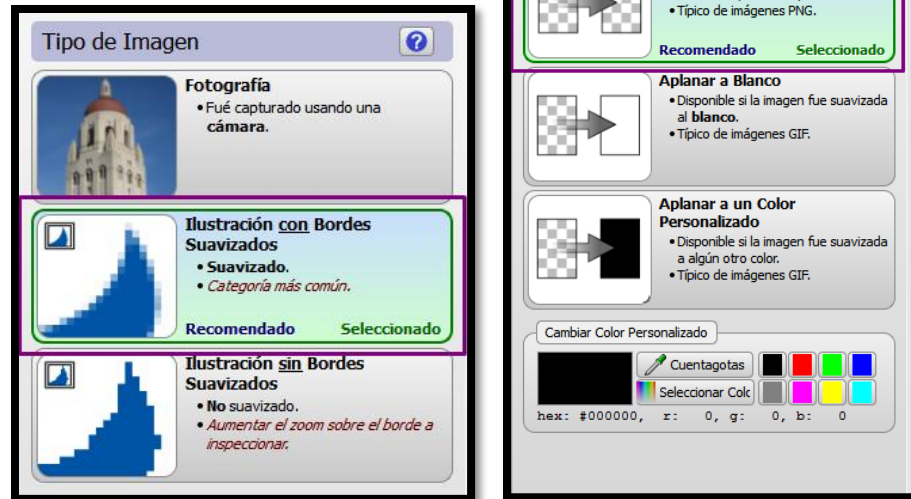 Tipo de Imagen
?
Fotografía
• Fué capturado usando una
cámara.
Ilustración con Bordes
Suavizados
• Suavizado.
• Categoría más común.
Recomendado Seleccionado
Ilustración sin Bordes
Suavizados
• No suavizado.
• Aumentar el zoom sobre el borde a
inspeccionar.
• Típico de imágenes PNG.
Recomendado Seleccionado
Aplanar a Blanco
• Disponible si la imagen fue suavizada
al blanco.
• Típico de imágenes GIF.
Aplanar a un Color
Personalizado
• Disponible si la imagen fue suavizada
a algún otro color.
• Típico de imágenes GIF.
Cambiar Color Personalizado
Cuentagotas
Seleccionar Colc
hex: #000000, r: 0, g: 0, b: 0